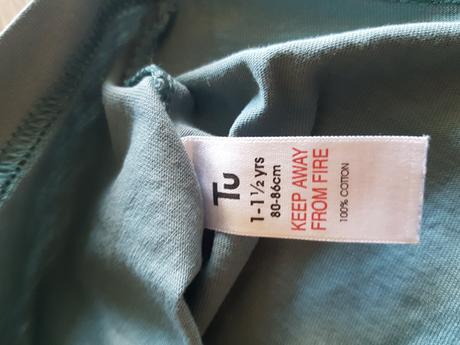 Tu
1-1½ yrs
80-86cm
KEEP AWAY
FROM FIRE
100% COTTON